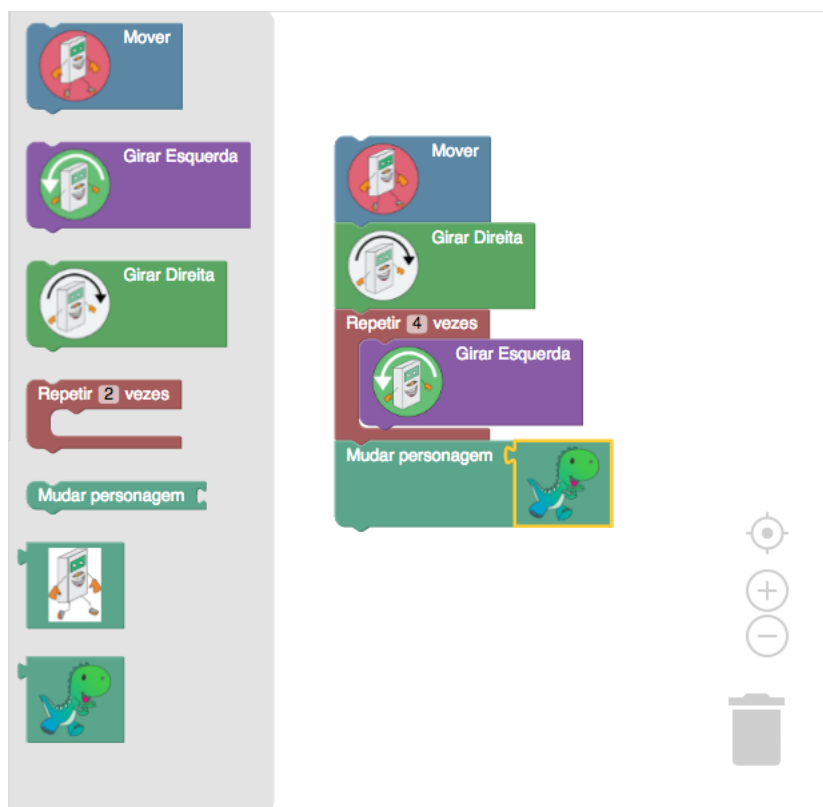 Mover
Girar Esquerda
Girar Direita
Repetir 2 vezes
Mudar personagem
Mover
Girar Direita
Repetir 4 vezes
Girar Esquerda
Mudar personagem